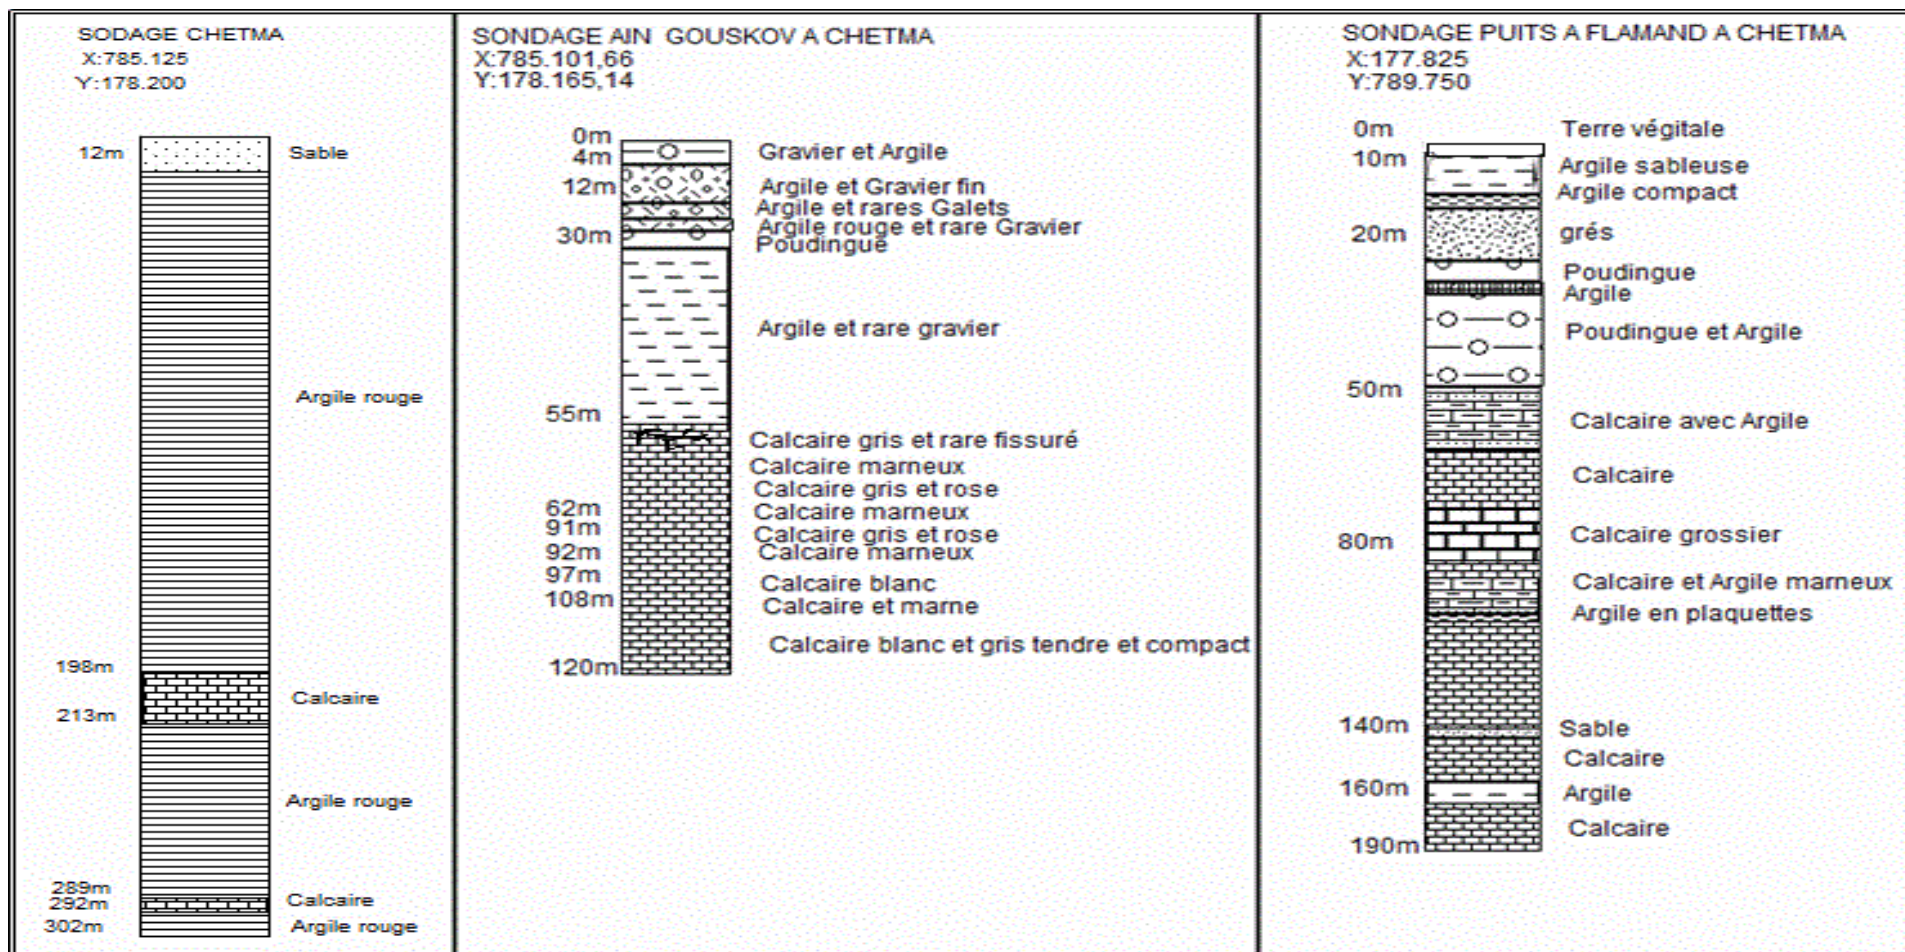 SODAGE CHETMA
X:785.125
Y:178.200
12m Sable
Argile rouge
198m
Calcaire
213m
Argile rouge
289m
292m Calcaire
302m Argile rouge
SONDAGE AIN GOUSKOV A CHETMA
X:785.101,66
Y:178.165,14
0m
4m Gravier et Argile
12m Argile et Gravier fin
Argile et rares Galets
Argile rouge et rare Gravier
30m Poudingue
Argile et rare gravier
55m
Calcaire gris et rare fissuré
Calcaire marneux
Calcaire gris et rose
62m Calcaire marneux
91m Calcaire gris et rose
92m Calcaire marneux
97m Calcaire blanc
108m Calcaire et marne
Calcaire blanc et gris tendre et compact
120m
SONDAGE PUITS A FLAMAND A CHETMA
X:177.825
Y:789.750
0m Terre végitale
10m Argile sableuse
Argile compact
20m grés
Poudingue
Argile
Poudingue et Argile
50m
Calcaire avec Argile
Calcaire
Calcaire grossier
80m
Calcaire et Argile marneux
Argile en plaquettes
140m Sable
Calcaire
160m Argile
Calcaire
190m